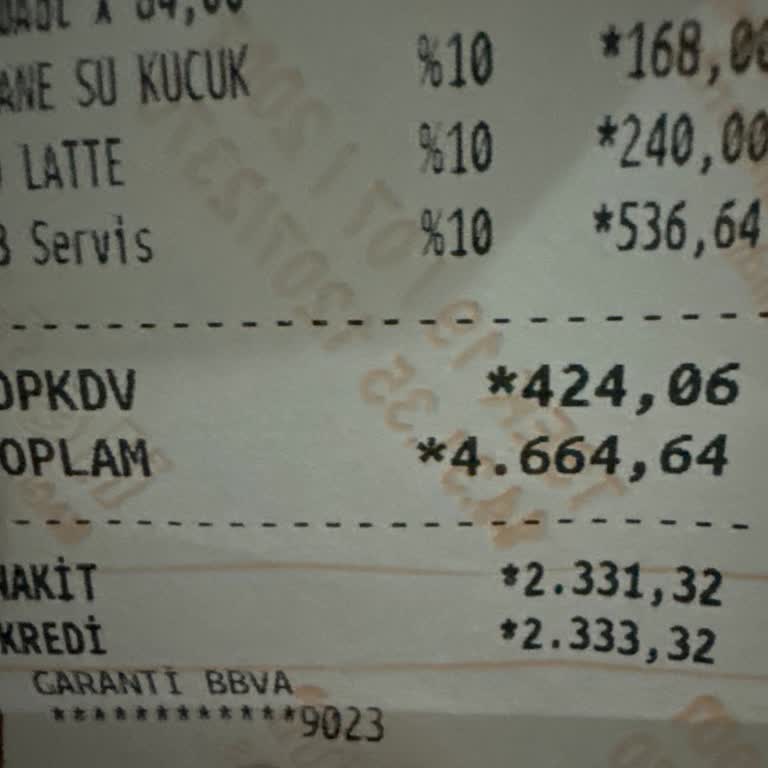 ANE SU KUCUK %10 *168,00
LATTE %10 *240,00
Servis %10 *536,64
OPKDV *424,06
OPLAM *4.664,64
NAKİT *2.331,32
KREDİ *2.333,32
GARANTİ BBVA
************9023